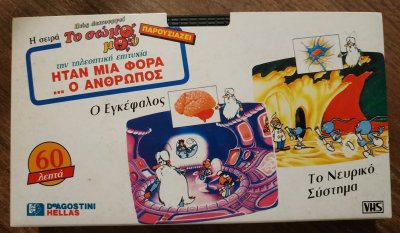 Η σειρά Το σώμα μου ΠΑΡΟΥΣΙΑΖΕΙ
την τηλεοπτική επιτυχία
ΗΤΑΝ ΜΙΑ ΦΟΡΑ
... Ο ΑΝΘΡΩΠΟΣ
Ο Εγκέφαλος
Το Νευρικό
Σύστημα
60
λεπτά
DEAGOSTINI
HELLAS
VHS